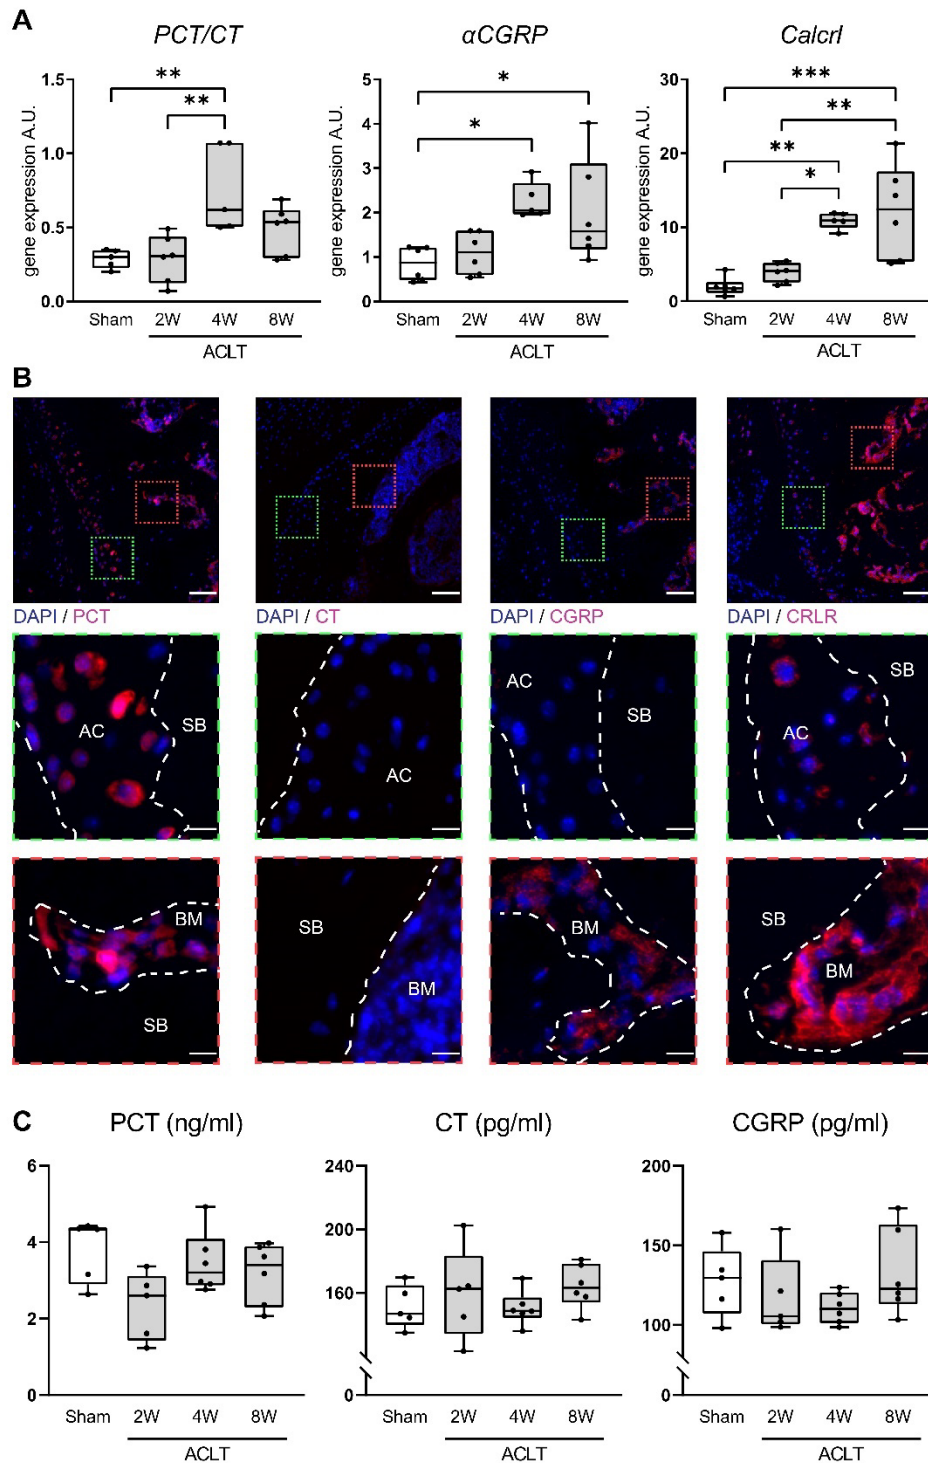 A
PCT/CT
αCGRP
Calcrl
gene expression A.U.
1.5
1.0
0.5
0.0
**
**
Sham 2W 4W 8W
ACLT
gene expression A.U.
5
4
3
2
1
0
*
*
Sham 2W 4W 8W
ACLT
gene expression A.U.
30
20
10
0
***
**
**
*
Sham 2W 4W 8W
ACLT
B
DAPI / PCT
DAPI / CT
DAPI / CGRP
DAPI / CRLR
AC SB
AC
AC SB
AC SB
BM SB
SB BM
BM
SB BM
C
PCT (ng/ml)
6
4
2
0
Sham 2W 4W 8W
ACLT
CT (pg/ml)
240
200
160
0
Sham 2W 4W 8W
ACLT
CGRP (pg/ml)
200
150
100
0
Sham 2W 4W 8W
ACLT